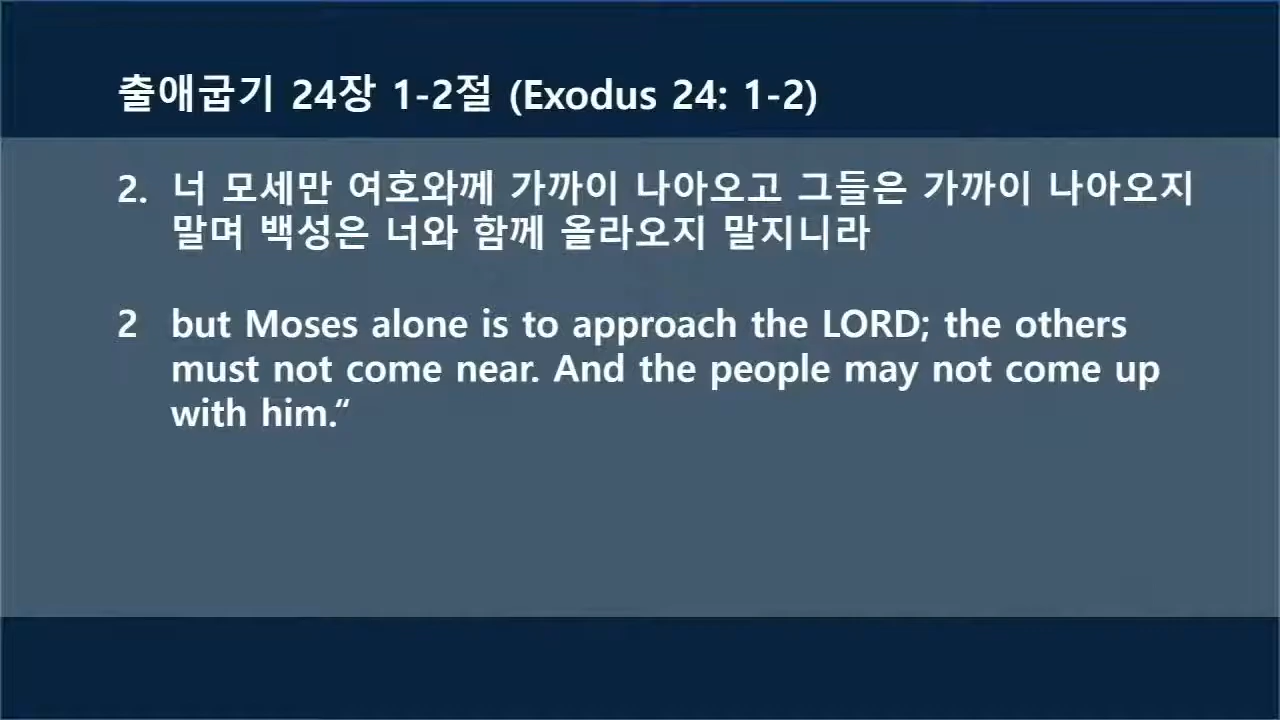 출애굽기 24장 1-2절 (Exodus 24: 1-2)
2. 너 모세만 여호와께 가까이 나아오고 그들은 가까이 나아오지
말며 백성은 너와 함께 올라오지 말지니라
2 but Moses alone is to approach the LORD; the others
must not come near. And the people may not come up
with him.“